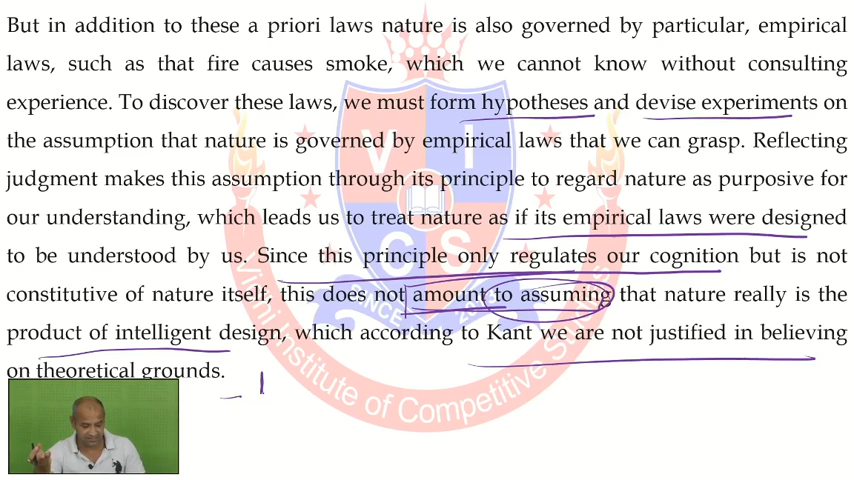 But in addition to these a priori laws nature is also governed by particular, empirical
laws, such as that fire causes smoke, which we cannot know without consulting
experience. To discover these laws, we must form hypotheses and devise experiments on
the assumption that nature is governed by empirical laws that we can grasp. Reflecting
judgment makes this assumption through its principle to regard nature as purposive for
our understanding, which leads us to treat nature as if its empirical laws were designed
to be understood by us. Since this principle only regulates our cognition but is not
constitutive of nature itself, this does not amount to assuming that nature really is the
product of intelligent design, which according to Kant we are not justified in believing
on theoretical grounds.
V I
C S
SINCE
Institute of Competitive